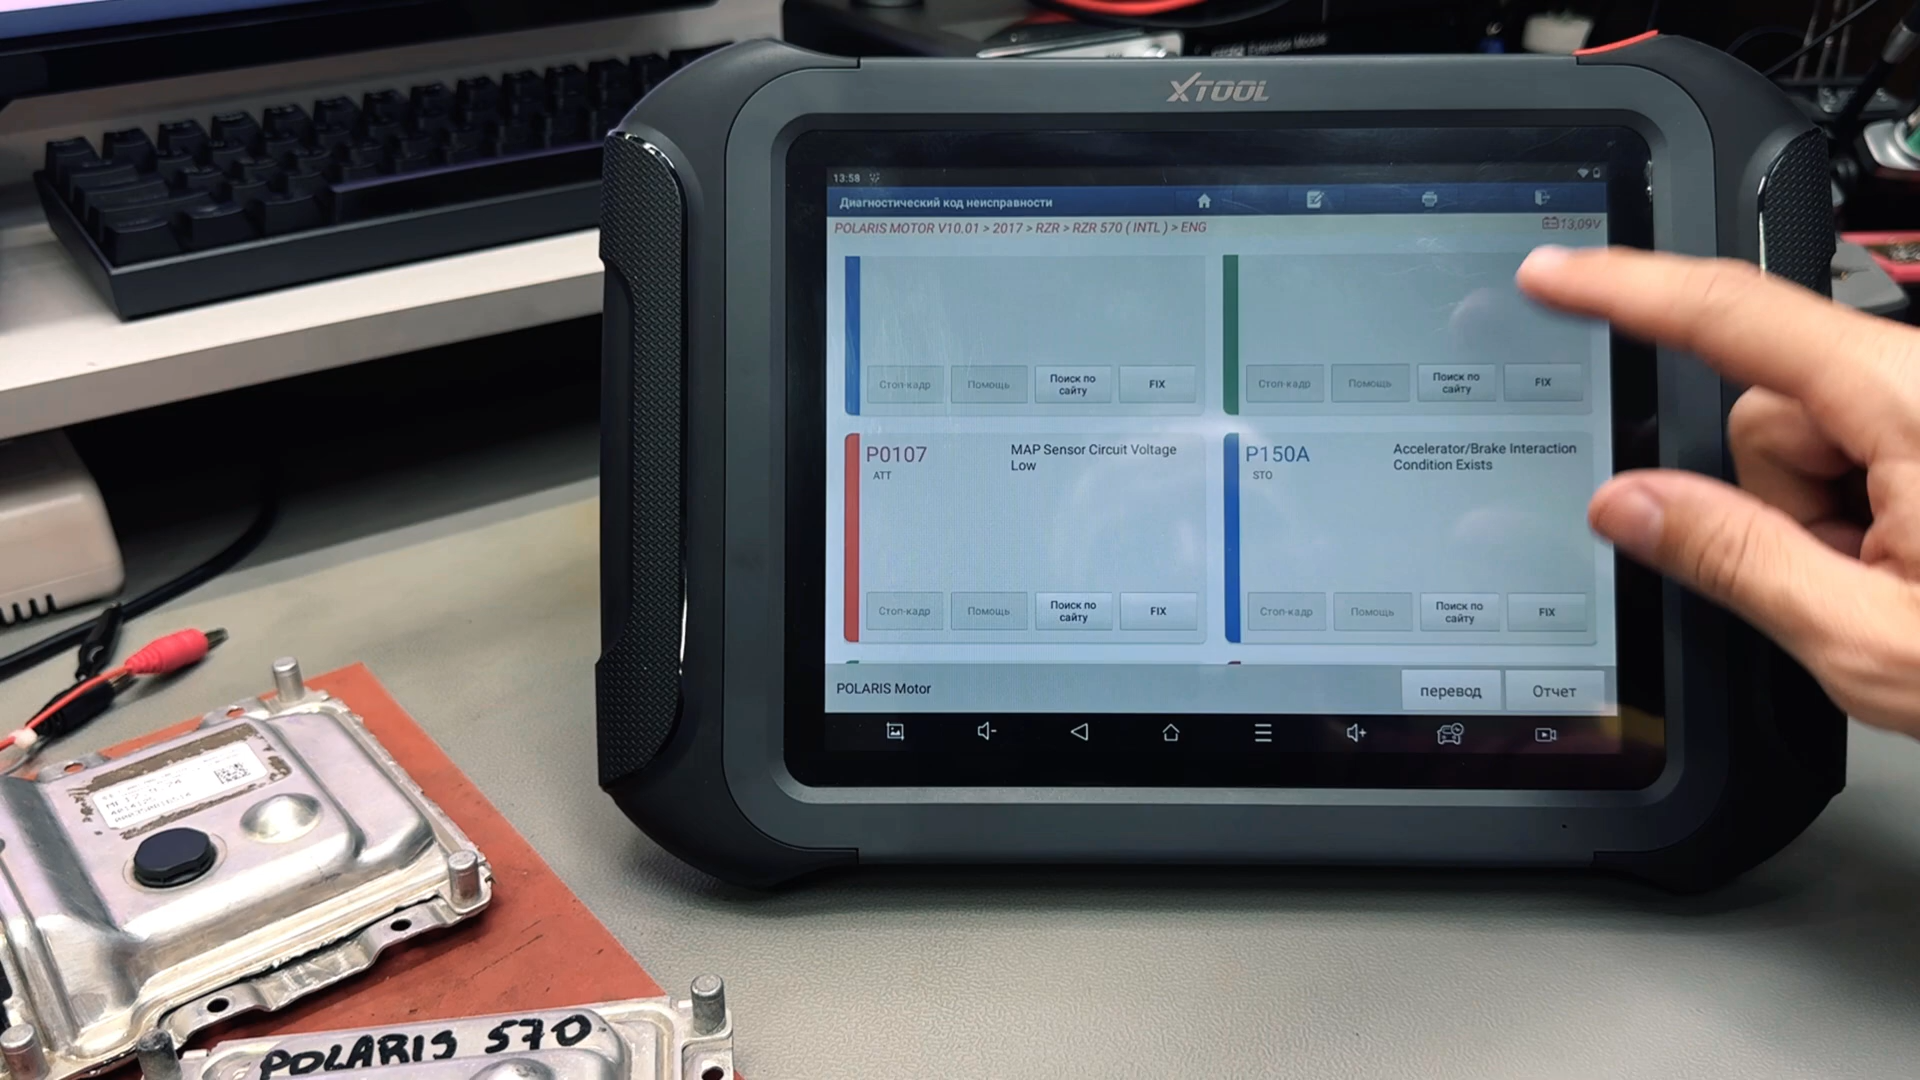 XTOOL
13:58
Диагностический код неисправности
POLARIS MOTOR V10.01 > 2017 > RZR > RZR 570 ( INTL ) > ENG
13,09V
Стоп-кадр
Помощь
Поиск по
сайту
FIX
Стоп-кадр
Помощь
Поиск по
сайту
FIX
P0107
ATT
MAP Sensor Circuit Voltage
Low
P150A
STO
Accelerator/Brake Interaction
Condition Exists
Стоп-кадр
Помощь
Поиск по
сайту
FIX
Стоп-кадр
Помощь
Поиск по
сайту
FIX
POLARIS Motor
перевод
Отчет
POLARIS 570